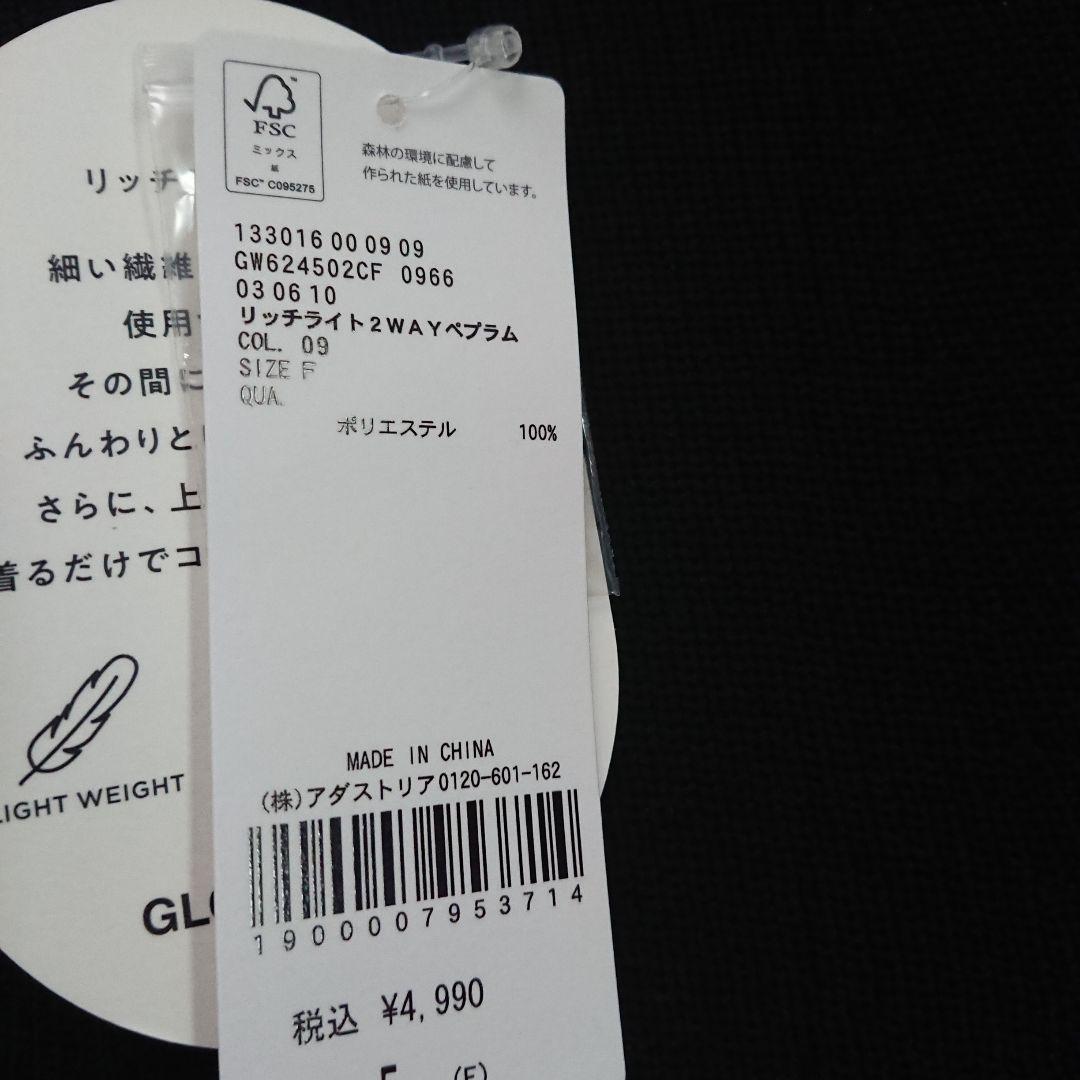 リッチ
細い繊維
使用
その間に
ふんわりと
さらに、上
着るだけでコ
LIGHT WEIGHT
FSC™
ミックス
紙
FSC™ C095275
森林の環境に配慮して
作られた紙を使用しています。
133016 00 09 09
GW624502CF 0966
03 06 10
リッチライト2WAYペプラム
COL. 09
SIZE F
QUA.
ポリエステル 100%
MADE IN CHINA
(株)アダストリア0120-601-162
1900007953714
税込 ¥4,990
(F)